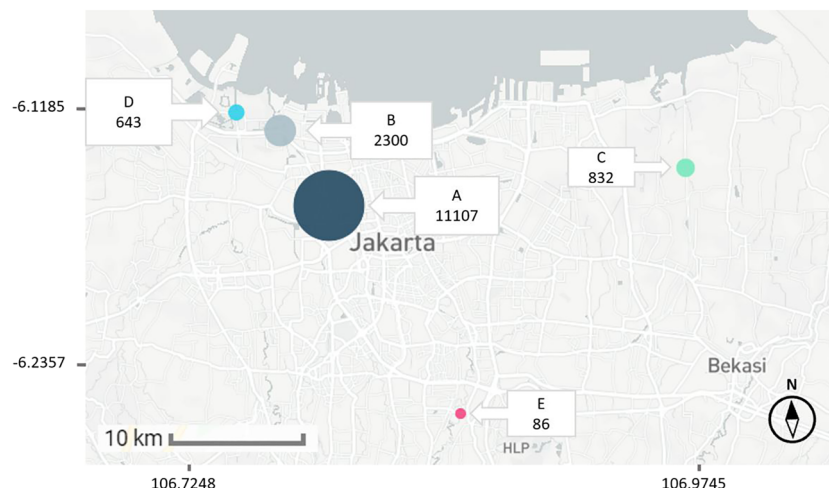 D
643
B
2300
C
832
A
11107
Jakarta
E
86
HLP
Bekasi
N
10 km
-6.1185
-6.2357
106.7248
106.9745